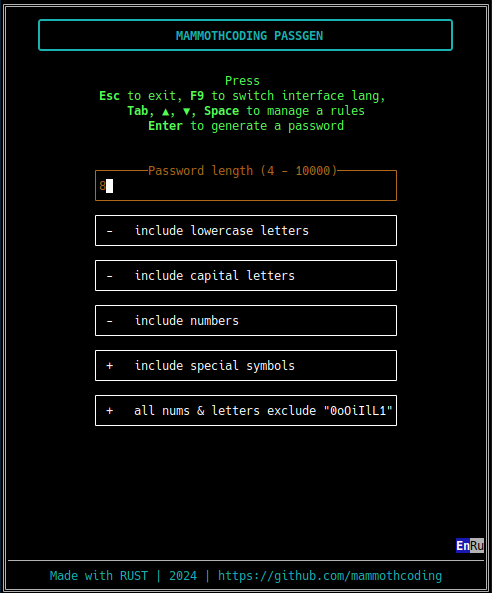 MAMMOTHCODING PASSGEN
Press
Esc to exit, F9 to switch interface lang,
Tab, ▲, ▼, Space to manage a rules
Enter to generate a password
Password length (4 - 10000)
8
- include lowercase letters
- include capital letters
- include numbers
+ include special symbols
+ all nums & letters exclude "0oOiIlL1"
EnRu
Made with RUST | 2024 | https://github.com/mammothcoding